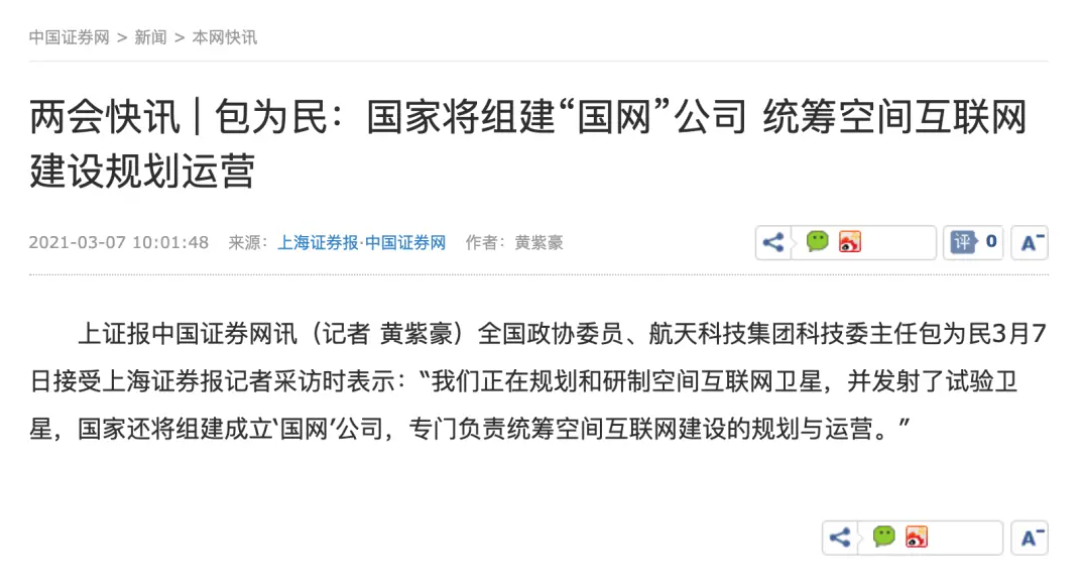 中国证券网 > 新闻 > 本网快讯
两会快讯 | 包为民：国家将组建“国网”公司 统筹空间互联网
建设规划运营
2021-03-07 10:01:48 来源：上海证券报·中国证券网 作者：黄紫豪 评 0 A-
上证报中国证券网讯（记者 黄紫豪）全国政协委员、航天科技集团科技委主任包为民3月7
日接受上海证券报记者采访时表示：“我们正在规划和研制空间互联网卫星，并发射了试验卫
星，国家还将组建成立‘国网’公司，专门负责统筹空间互联网建设的规划与运营。”
A-